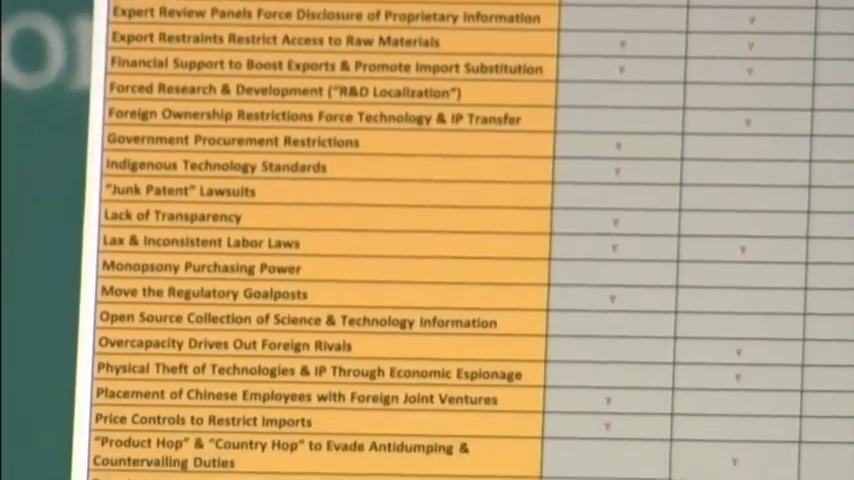 Expert Review Panels Force Disclosure of Proprietary Information
Export Restraints Restrict Access to Raw Materials
Financial Support to Boost Exports & Promote Import Substitution
Forced Research & Development ("R&D Localization")
Foreign Ownership Restrictions Force Technology & IP Transfer
Government Procurement Restrictions
Indigenous Technology Standards
"Junk Patent" Lawsuits
Lack of Transparency
Lax & Inconsistent Labor Laws
Monopsony Purchasing Power
Move the Regulatory Goalposts
Open Source Collection of Science & Technology Information
Overcapacity Drives Out Foreign Rivals
Physical Theft of Technologies & IP Through Economic Espionage
Placement of Chinese Employees with Foreign Joint Ventures
Price Controls to Restrict Imports
"Product Hop" & "Country Hop" to Evade Antidumping &
Countervailing Duties